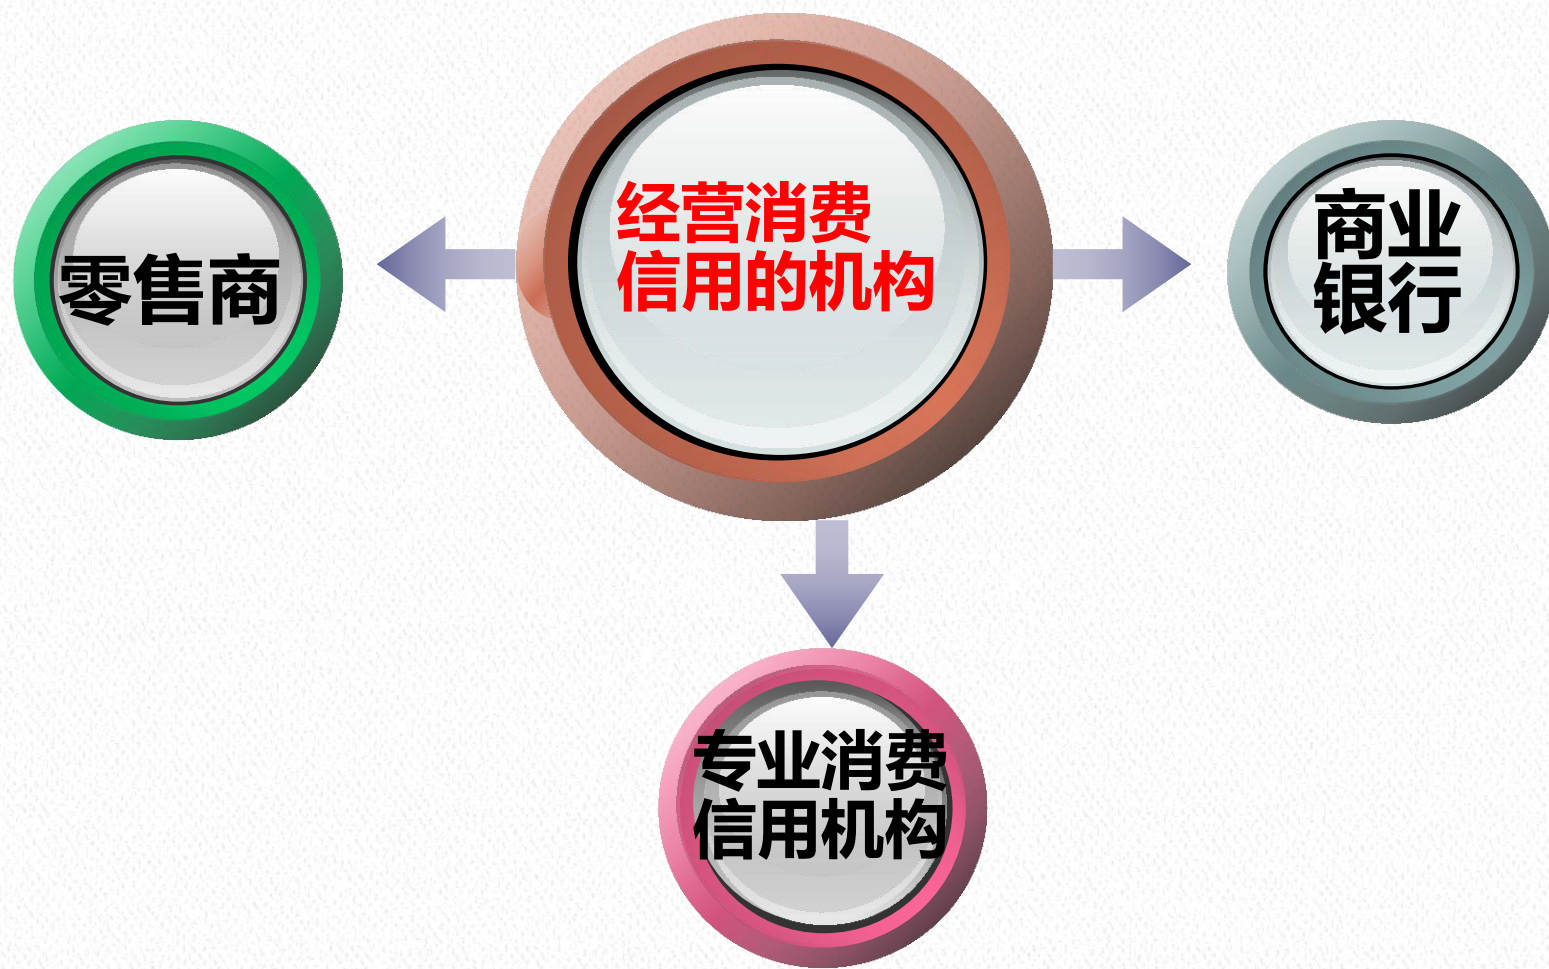 经营消费
信用的机构
零售商
商业
银行
专业消费
信用机构